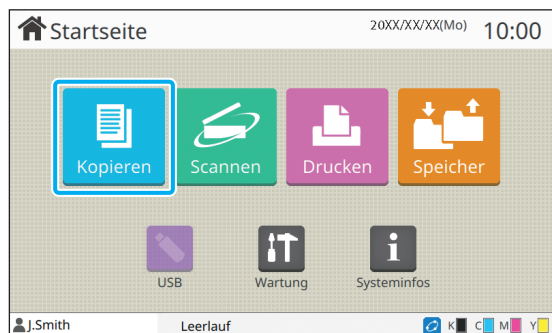 Startseite 20XX/XX/XX(Mo) 10:00
Kopieren Scannen Drucken Speicher
USB Wartung Systeminfos
J.Smith Leerlauf K C M Y